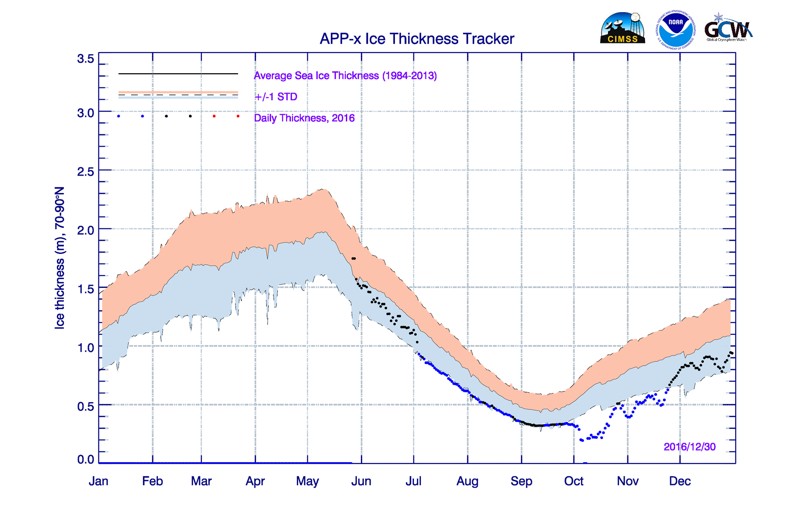 APP-x Ice Thickness Tracker
CIMSS
NOAA
GCW
Global Cryosphere Watch
Average Sea Ice Thickness (1984-2013)
+/-1 STD
Daily Thickness, 2016
Ice thickness (m), 70-90°N
3.5
3.0
2.5
2.0
1.5
1.0
0.5
0.0
2016/12/30
Jan Feb Mar Apr May Jun Jul Aug Sep Oct Nov Dec